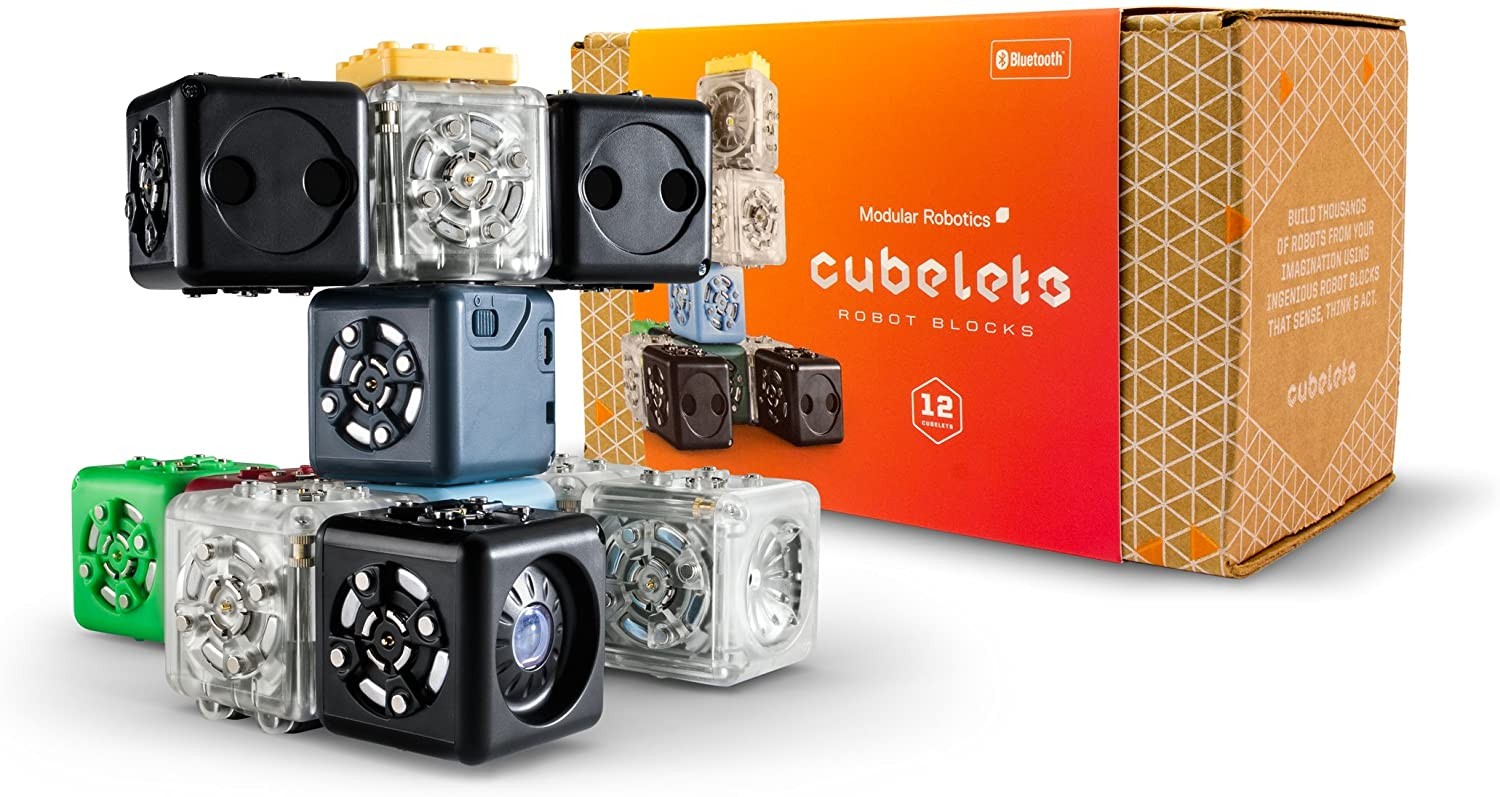 Bluetooth™
Modular Robotics
cubelets
ROBOT BLOCKS
12
CUBELETS
BUILD THOUSANDS
OF ROBOTS FROM YOUR
IMAGINATION USING
INGENIOUS ROBOT BLOCKS
THAT SENSE, THINK & ACT.
cubelets